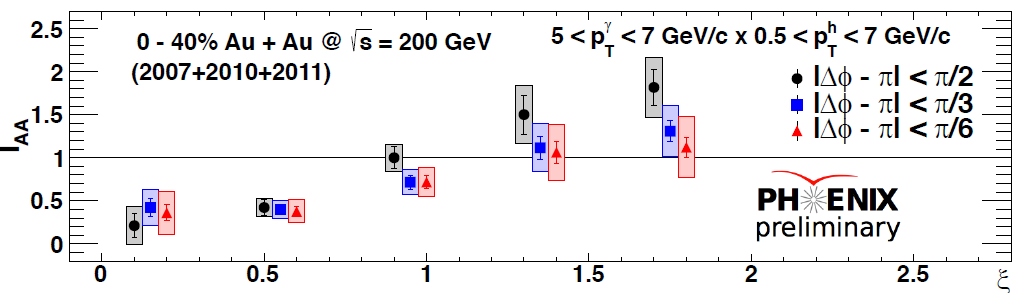 0 - 40% Au + Au @ √s = 200 GeV
(2007+2010+2011)
5 < p_T^γ < 7 GeV/c x 0.5 < p_T^h < 7 GeV/c
|Δϕ - π| < π/2
|Δϕ - π| < π/3
|Δϕ - π| < π/6
PHENIX
preliminary
I_AA
2.5
2
1.5
1
0.5
0
0 0.5 1 1.5 2 2.5 ξ